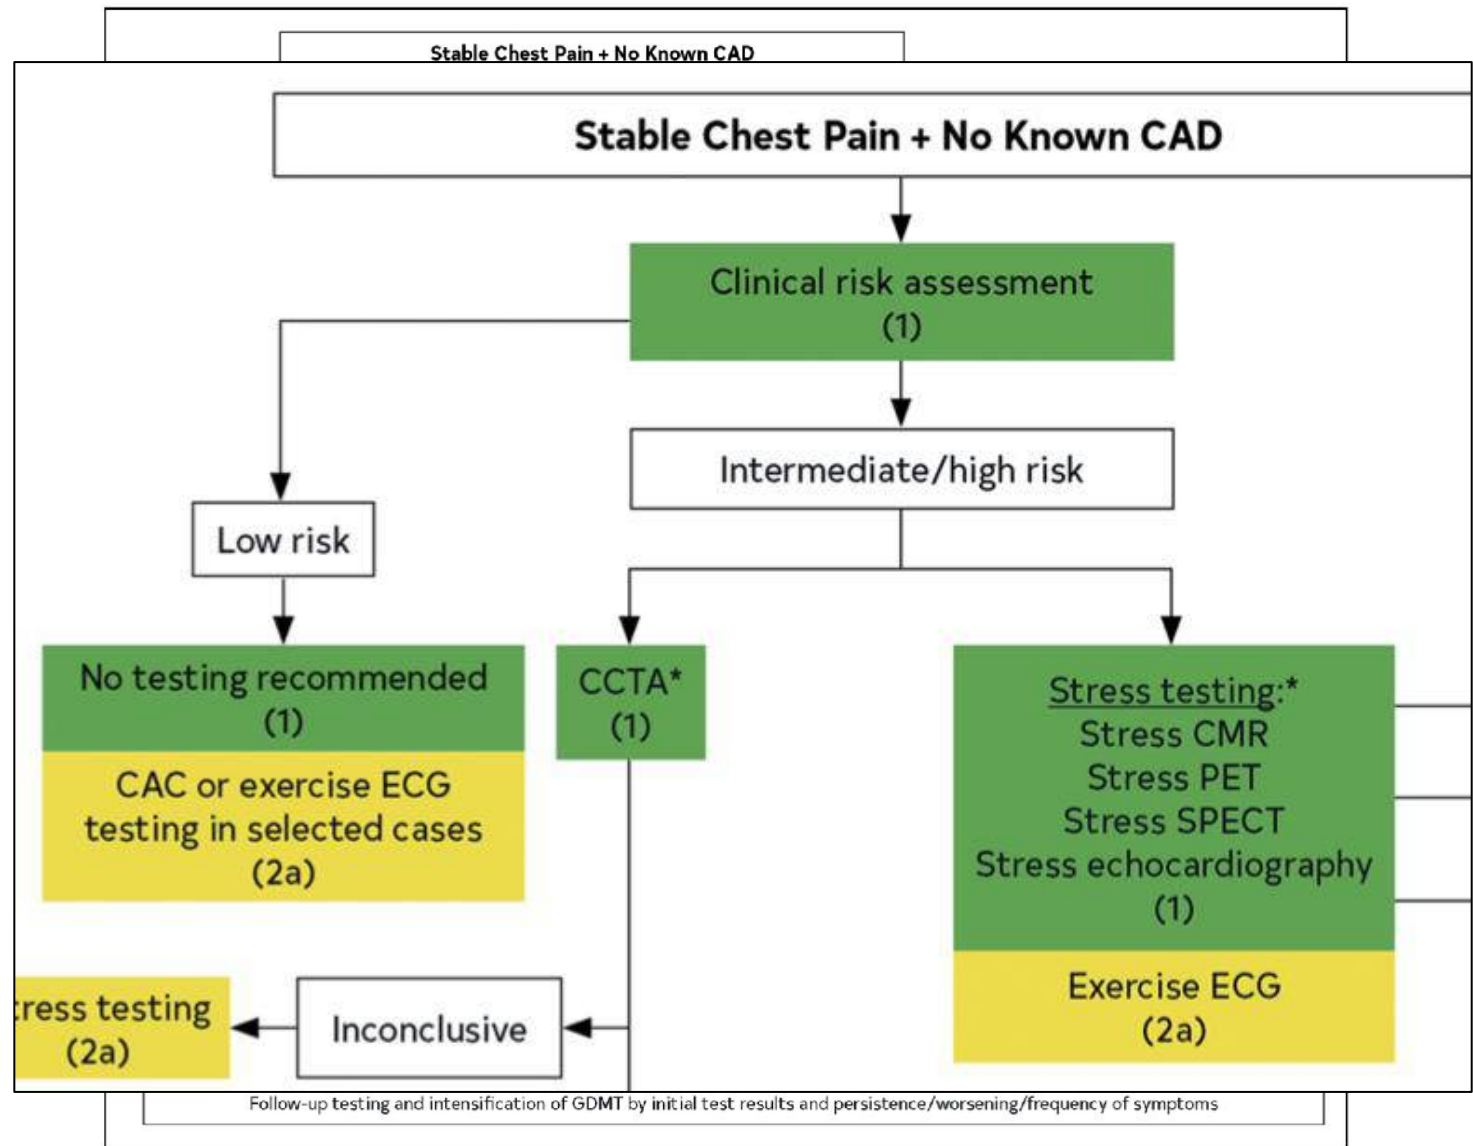 Stable Chest Pain + No Known CAD
Stable Chest Pain + No Known CAD
Clinical risk assessment
(1)
Intermediate/high risk
Low risk
No testing recommended
(1)
CAC or exercise ECG
testing in selected cases
(2a)
CCTA*
(1)
Stress testing:*
Stress CMR
Stress PET
Stress SPECT
Stress echocardiography
(1)
Exercise ECG
(2a)
Inconclusive
ress testing
(2a)
Follow-up testing and intensification of GDMT by initial test results and persistence/worsening/frequency of symptoms